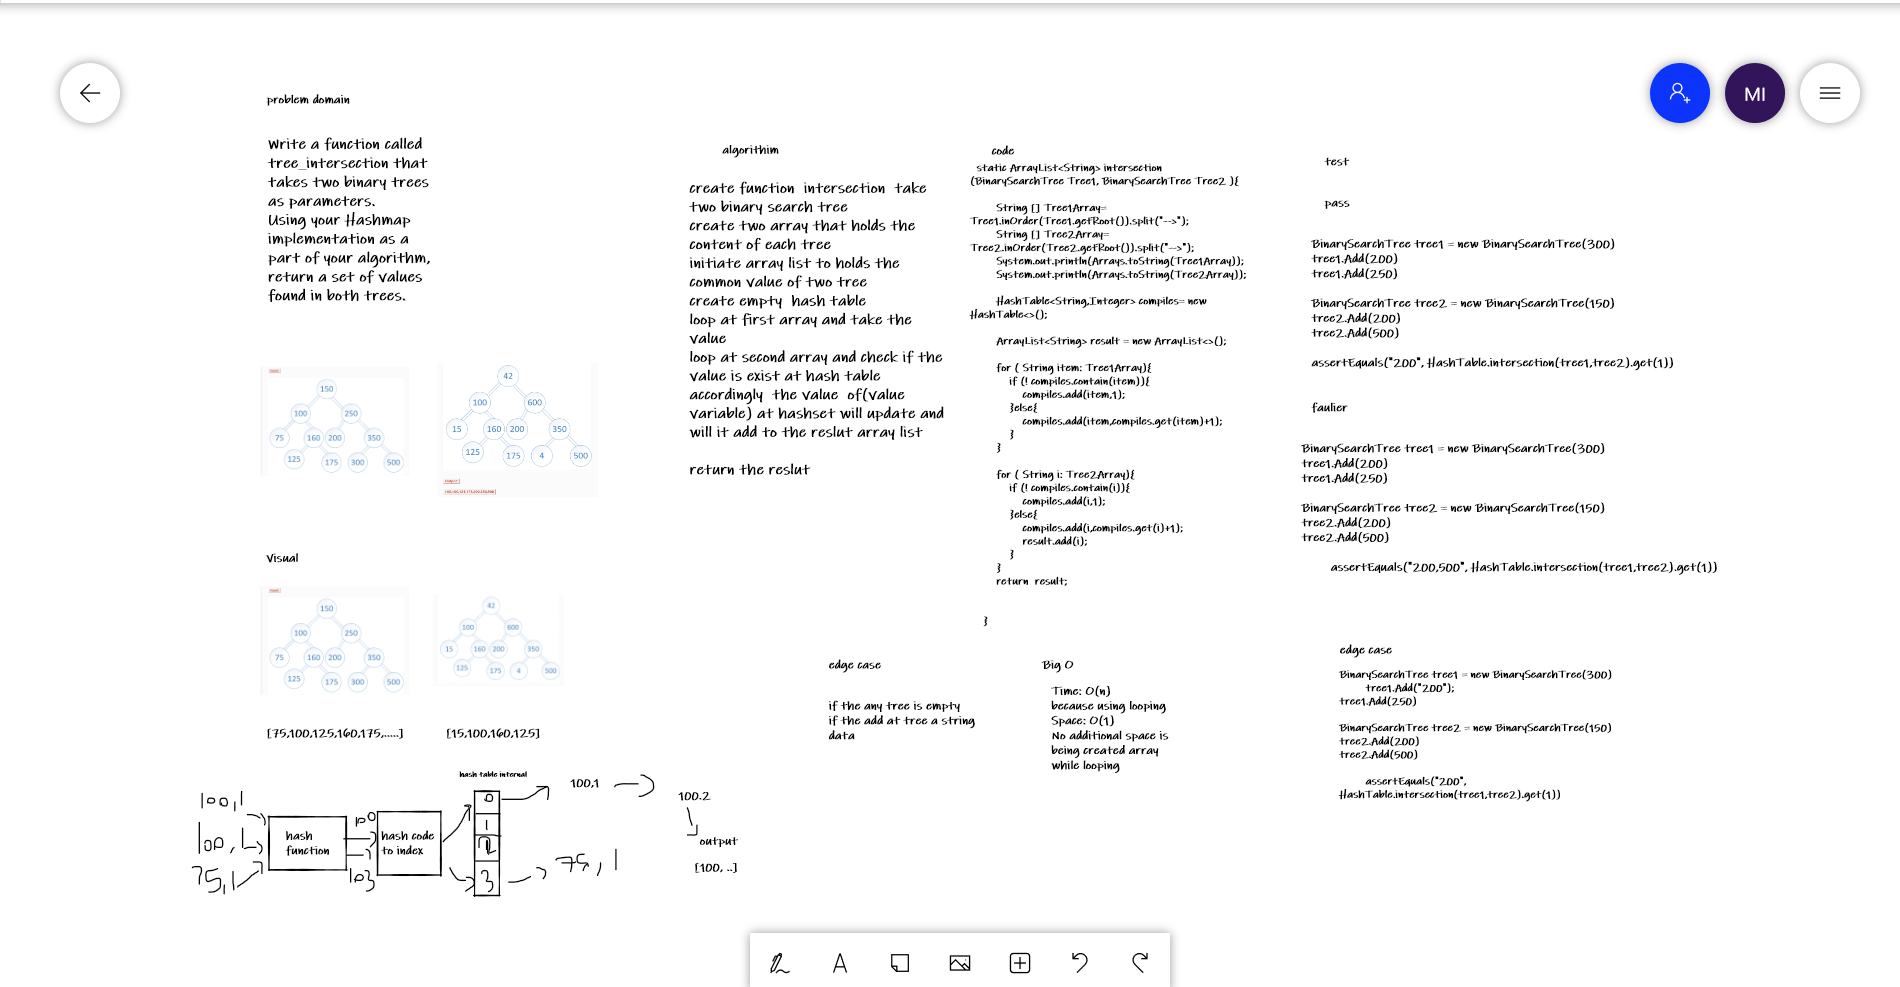 MI
problem domain
Write a function called
tree_intersection that
takes two binary trees
as parameters.
Using your Hashmap
implementation as a
part of your algorithm,
return a set of values
found in both trees.
150
100 250
75 160 200 350
125 175 300 500
42
100 600
15 160 200 350
125 175 4 500
Visual
150
100 250
75 160 200 350
125 175 300 500
42
100 600
15 160 200 350
125 175 4 500
[75,100,125,160,175,.....]
[15,100,160,125]
hash table internal
100,1
100,1
75,1
hash
function
100
103
hash code
to index
0
1
2
3
100,1
75,1
100.2
output
[100, ..]
algorithim
create function intersection take
two binary search tree
create two array that holds the
content of each tree
initiate array list to holds the
common value of two tree
create empty hash table
loop at first array and take the
value
loop at second array and check if the
value is exist at hash table
accordingly the value of(value
variable) at hashset will update and
will it add to the reslut array list
return the reslut
code
static ArrayList<String> intersection
(BinarySearchTree Tree1, BinarySearchTree Tree2 ){
String [] Tree1Array=
Tree1.inOrder(Tree1.getRoot()).split("-->");
String [] Tree2Array=
Tree2.inOrder(Tree2.getRoot()).split("-->");
System.out.println(Arrays.toString(Tree1Array));
System.out.println(Arrays.toString(Tree2Array));
HashTable<String,Integer> compiles= new
HashTable<>();
ArrayList<String> result = new ArrayList<>();
for ( String item: Tree1Array){
if (! compiles.contain(item)){
compiles.add(item,1);
}else{
compiles.add(item,compiles.get(item)+1);
}
}
for ( String i: Tree2Array){
if (! compiles.contain(i)){
compiles.add(i,1);
}else{
compiles.add(i,compiles.get(i)+1);
result.add(i);
}
}
return result;
}
edge case
if the any tree is empty
if the add at tree a string
data
Big O
Time: O(n)
because using looping
Space: O(1)
No additional space is
being created array
while looping
test
pass
BinarySearchTree tree1 = new BinarySearchTree(300)
tree1.Add(200)
tree1.Add(250)
BinarySearchTree tree2 = new BinarySearchTree(150)
tree2.Add(200)
tree2.Add(500)
assertEquals("200", HashTable.intersection(tree1,tree2).get(1))
faulier
BinarySearchTree tree1 = new BinarySearchTree(300)
tree1.Add(200)
tree1.Add(250)
BinarySearchTree tree2 = new BinarySearchTree(150)
tree2.Add(200)
tree2.Add(500)
assertEquals("200,500", HashTable.intersection(tree1,tree2).get(1))
edge case
BinarySearchTree tree1 = new BinarySearchTree(300)
tree1.Add("200");
tree1.Add(250)
BinarySearchTree tree2 = new BinarySearchTree(150)
tree2.Add(200)
tree2.Add(500)
assertEquals("200",
HashTable.intersection(tree1,tree2).get(1))